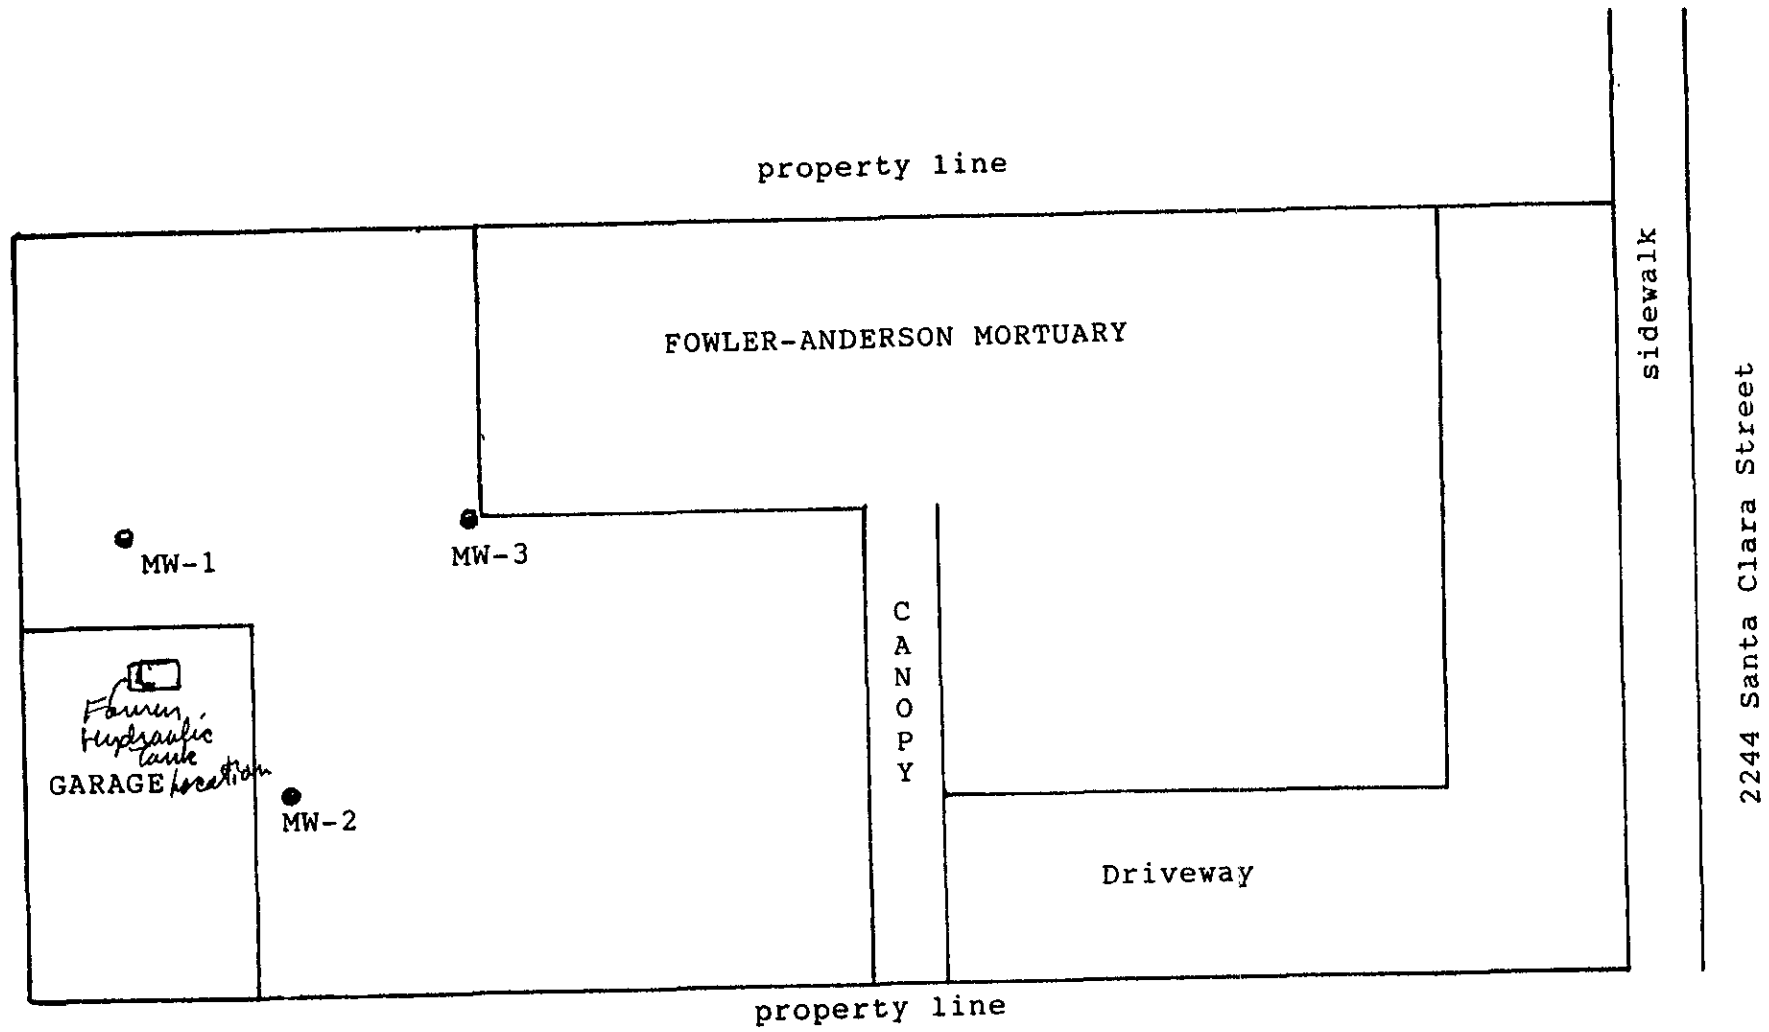 property line
sidewalk
FOWLER-ANDERSON MORTUARY
2244 Santa Clara Street
MW-1
MW-3
C
A
N
O
P
Y
Former
Hydraulic
Tank
Location
GARAGE
MW-2
Driveway
property line